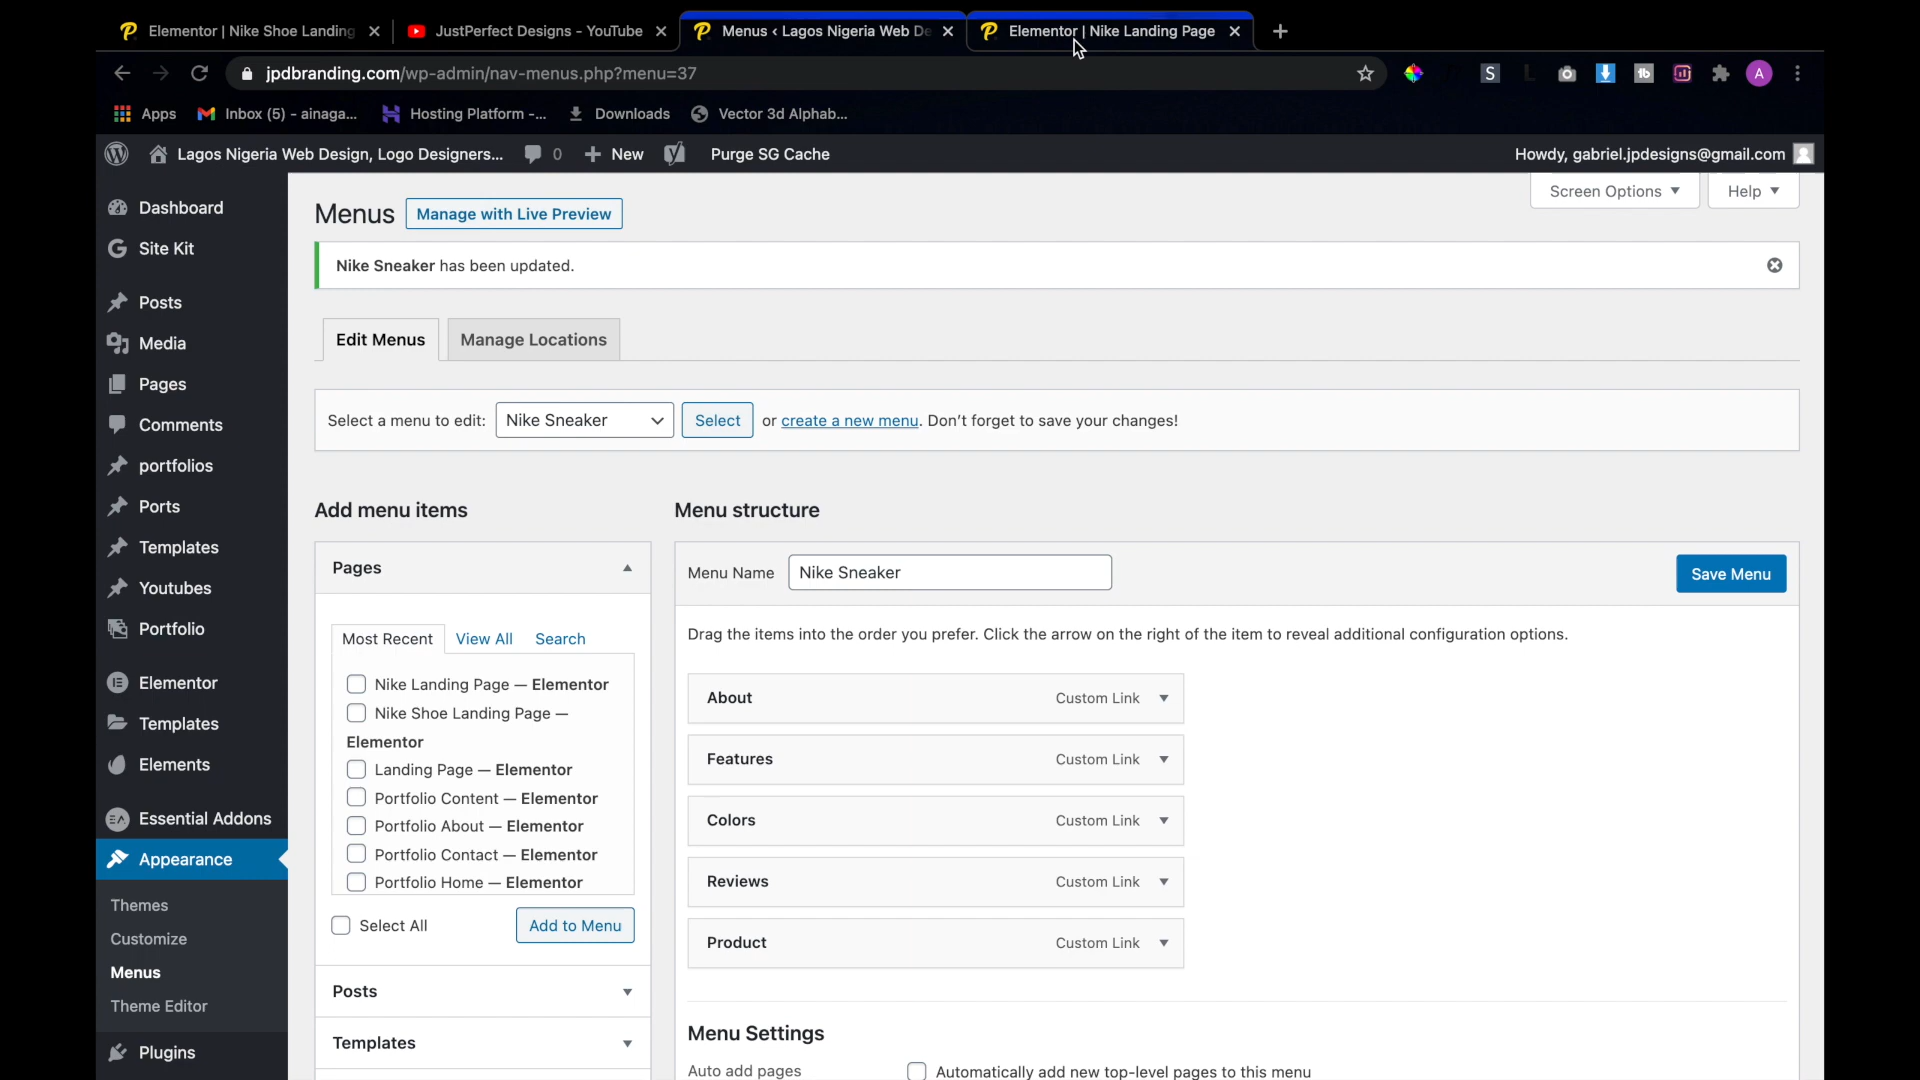 Elementor | Nike Shoe Landing
JustPerfect Designs - YouTube
Menus ‹ Lagos Nigeria Web De
Elementor | Nike Landing Page
jpdbranding.com/wp-admin/nav-menus.php?menu=37
S
tb
A
Apps
Inbox (5) - ainaga...
Hosting Platform -...
Downloads
Vector 3d Alphab...
Lagos Nigeria Web Design, Logo Designers...
0
New
Purge SG Cache
Howdy, gabriel.jpdesigns@gmail.com
Dashboard
Site Kit
Posts
Media
Pages
Comments
portfolios
Ports
Templates
Youtubes
Portfolio
Elementor
Templates
Elements
Essential Addons
Appearance
Themes
Customize
Menus
Theme Editor
Plugins
Screen Options
Help
Menus
Manage with Live Preview
Nike Sneaker has been updated.
Edit Menus
Manage Locations
Select a menu to edit:
Nike Sneaker
Select
or create a new menu. Don't forget to save your changes!
Add menu items
Pages
Most Recent
View All
Search
Nike Landing Page — Elementor
Nike Shoe Landing Page —
Elementor
Landing Page — Elementor
Portfolio Content — Elementor
Portfolio About — Elementor
Portfolio Contact — Elementor
Portfolio Home — Elementor
Select All
Add to Menu
Posts
Templates
Menu structure
Menu Name
Nike Sneaker
Save Menu
Drag the items into the order you prefer. Click the arrow on the right of the item to reveal additional configuration options.
About
Custom Link
Features
Custom Link
Colors
Custom Link
Reviews
Custom Link
Product
Custom Link
Menu Settings
Auto add pages
Automatically add new top-level pages to this menu